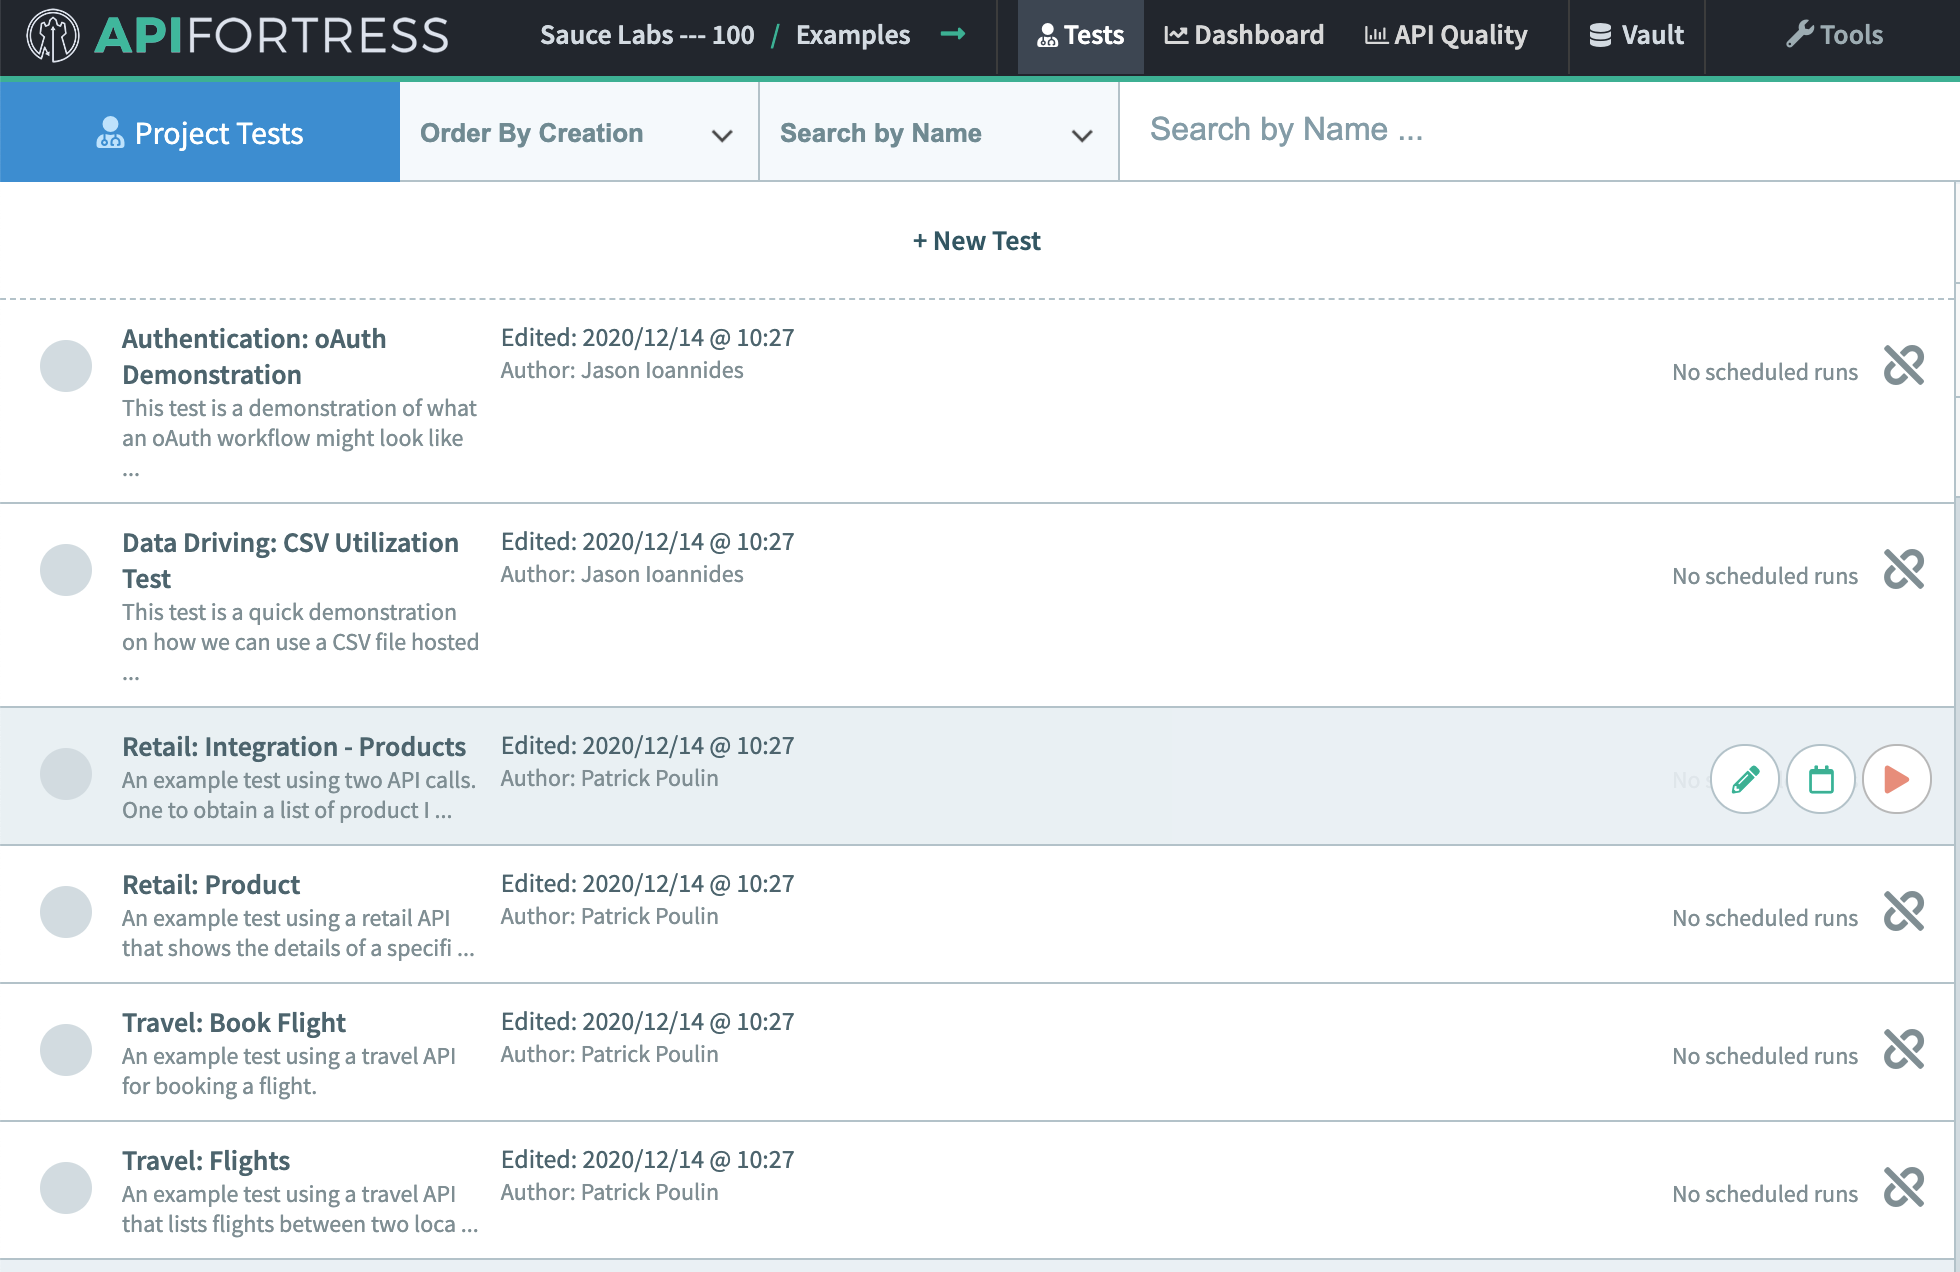 APIFORTRESS
Sauce Labs --- 100 / Examples
Tests
Dashboard
API Quality
Vault
Tools
Project Tests
Order By Creation
Search by Name
Search by Name ...
+ New Test
Authentication: oAuth
Demonstration
This test is a demonstration of what
an oAuth workflow might look like
...
Edited: 2020/12/14 @ 10:27
Author: Jason Ioannides
No scheduled runs
Data Driving: CSV Utilization
Test
This test is a quick demonstration
on how we can use a CSV file hosted
...
Edited: 2020/12/14 @ 10:27
Author: Jason Ioannides
No scheduled runs
Retail: Integration - Products
An example test using two API calls.
One to obtain a list of product I ...
Edited: 2020/12/14 @ 10:27
Author: Patrick Poulin
No
Retail: Product
An example test using a retail API
that shows the details of a specifi ...
Edited: 2020/12/14 @ 10:27
Author: Patrick Poulin
No scheduled runs
Travel: Book Flight
An example test using a travel API
for booking a flight.
Edited: 2020/12/14 @ 10:27
Author: Patrick Poulin
No scheduled runs
Travel: Flights
An example test using a travel API
that lists flights between two loca ...
Edited: 2020/12/14 @ 10:27
Author: Patrick Poulin
No scheduled runs